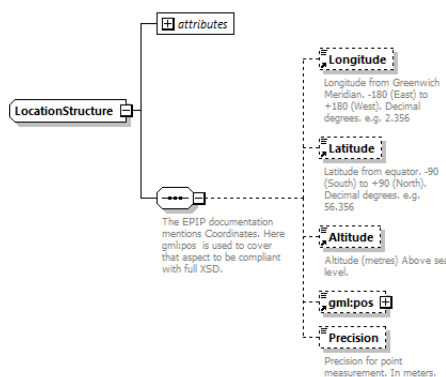 attributes
LocationStructure
The EPIP documentation
mentions Coordinates. Here
gml:pos is used to cover
that aspect to be compliant
with full XSD.
Longitude
Longitude from Greenwich
Meridian. -180 (East) to
+180 (West). Decimal
degrees. e.g. 2.356
Latitude
Latitude from equator. -90
(South) to +90 (North).
Decimal degrees. e.g.
56.356
Altitude
Altitude (metres) Above sea
level.
gml:pos
Precision
Precision for point
measurement. In meters.